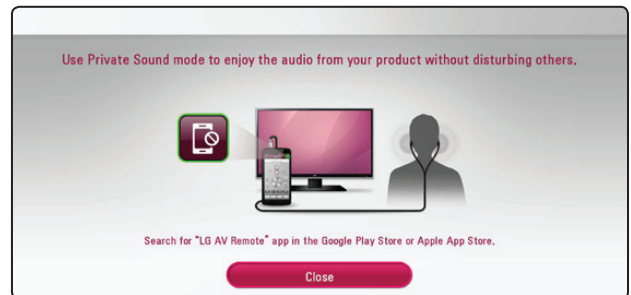 Use Private Sound mode to enjoy the audio from your product without disturbing others.
Search for "LG AV Remote" app in the Google Play Store or Apple App Store.
Close